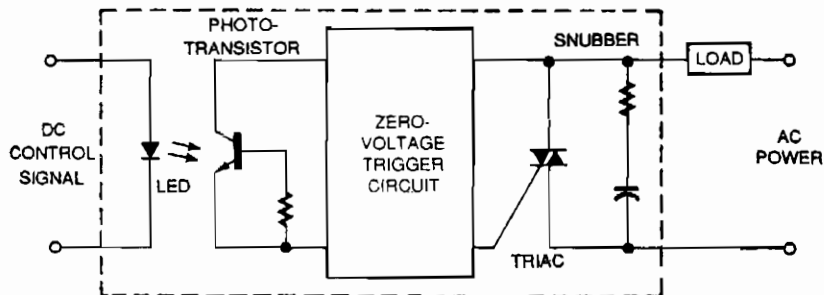 PHOTO-
TRANSISTOR
SNUBBER
LOAD
DC
CONTROL
SIGNAL
LED
ZERO-
VOLTAGE
TRIGGER
CIRCUIT
AC
POWER
TRIAC